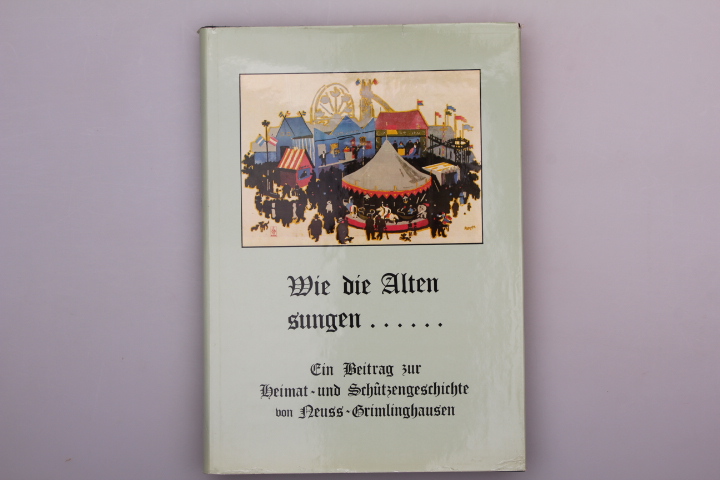 Wie die Alten
sungen . . . . . .
Ein Beitrag zur
Heimat-und Schützengeschichte
von Neuss-Grimlinghausen